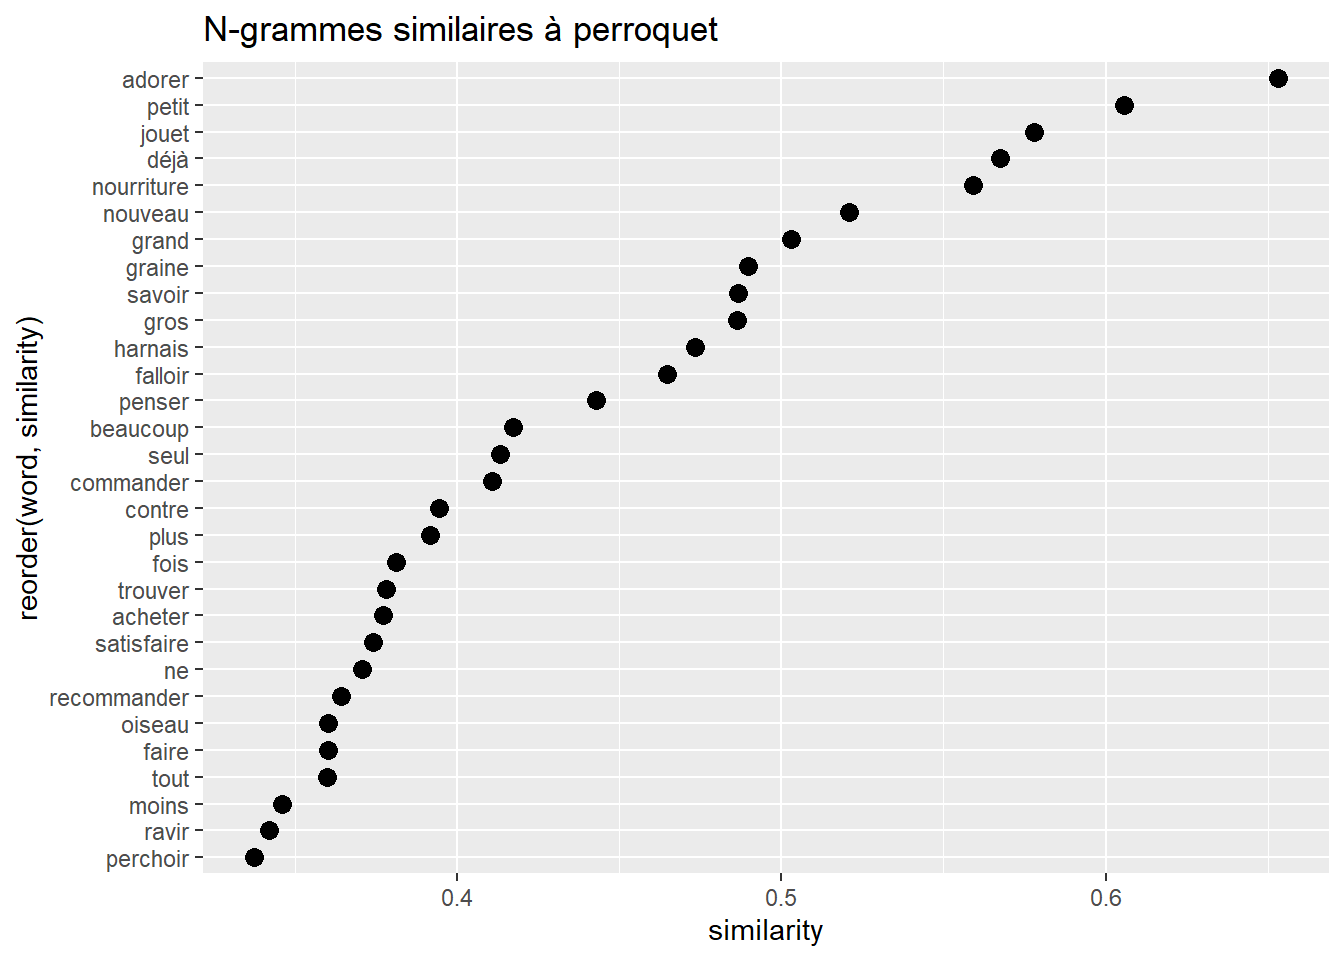 N-grammes similaires à perroquet
adorer
petit
jouet
déjà
nourriture
nouveau
grand
graine
savoir
gros
harnais
falloir
penser
beaucoup
seul
commander
contre
plus
fois
trouver
acheter
satisfaire
ne
recommander
oiseau
faire
tout
moins
ravir
perchoir
reorder(word, similarity)
0.4 0.5 0.6
similarity